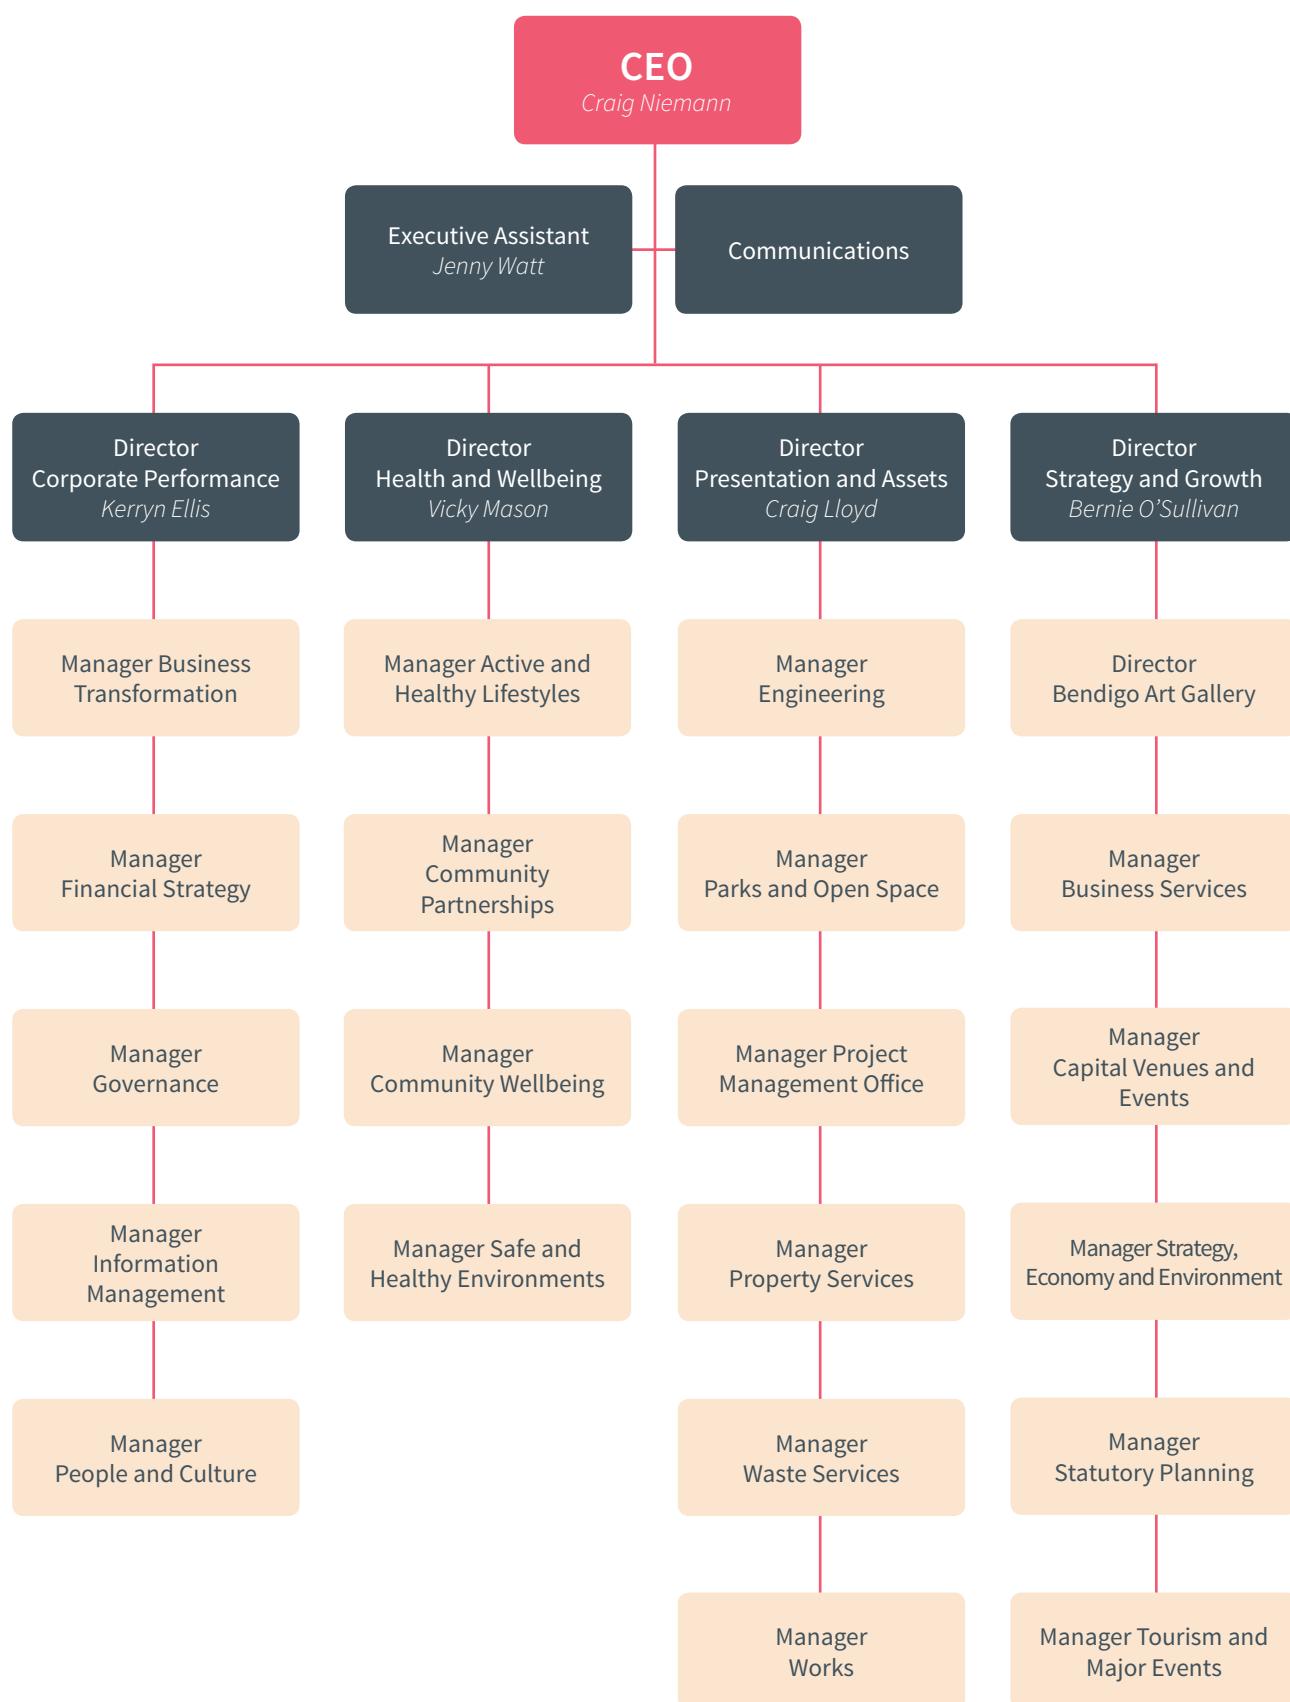 CEO
Craig Niemann
Executive Assistant
Jenny Watt
Communications
Director
Corporate Performance
Kerryn Ellis
Director
Health and Wellbeing
Vicky Mason
Director
Presentation and Assets
Craig Lloyd
Director
Strategy and Growth
Bernie O’Sullivan
Manager Business
Transformation
Manager Active and
Healthy Lifestyles
Manager
Engineering
Director
Bendigo Art Gallery
Manager
Financial Strategy
Manager
Community
Partnerships
Manager
Parks and Open Space
Manager
Business Services
Manager
Governance
Manager
Community Wellbeing
Manager Project
Management Office
Manager
Capital Venues and
Events
Manager
Information
Management
Manager Safe and
Healthy Environments
Manager
Property Services
Manager Strategy,
Economy and Environment
Manager
People and Culture
Manager
Waste Services
Manager
Statutory Planning
Manager
Works
Manager Tourism and
Major Events